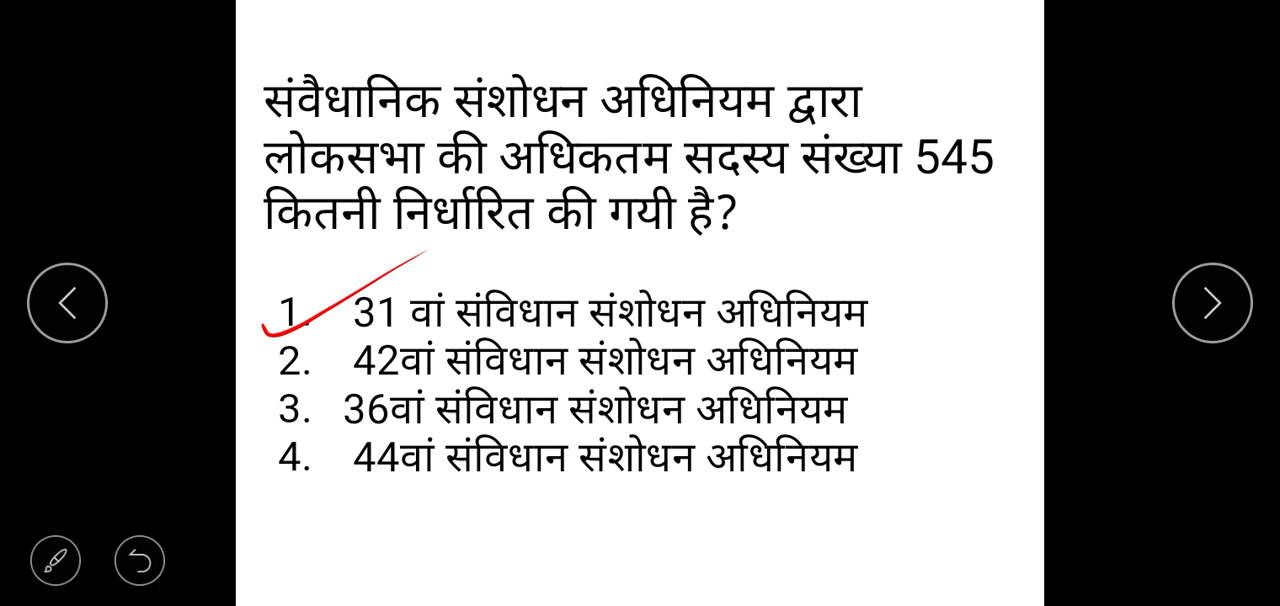 संवैधानिक संशोधन अधिनियम द्वारा
लोकसभा की अधिकतम सदस्य संख्या 545
कितनी निर्धारित की गयी है?
1. 31 वां संविधान संशोधन अधिनियम
2. 42वां संविधान संशोधन अधिनियम
3. 36वां संविधान संशोधन अधिनियम
4. 44वां संविधान संशोधन अधिनियम